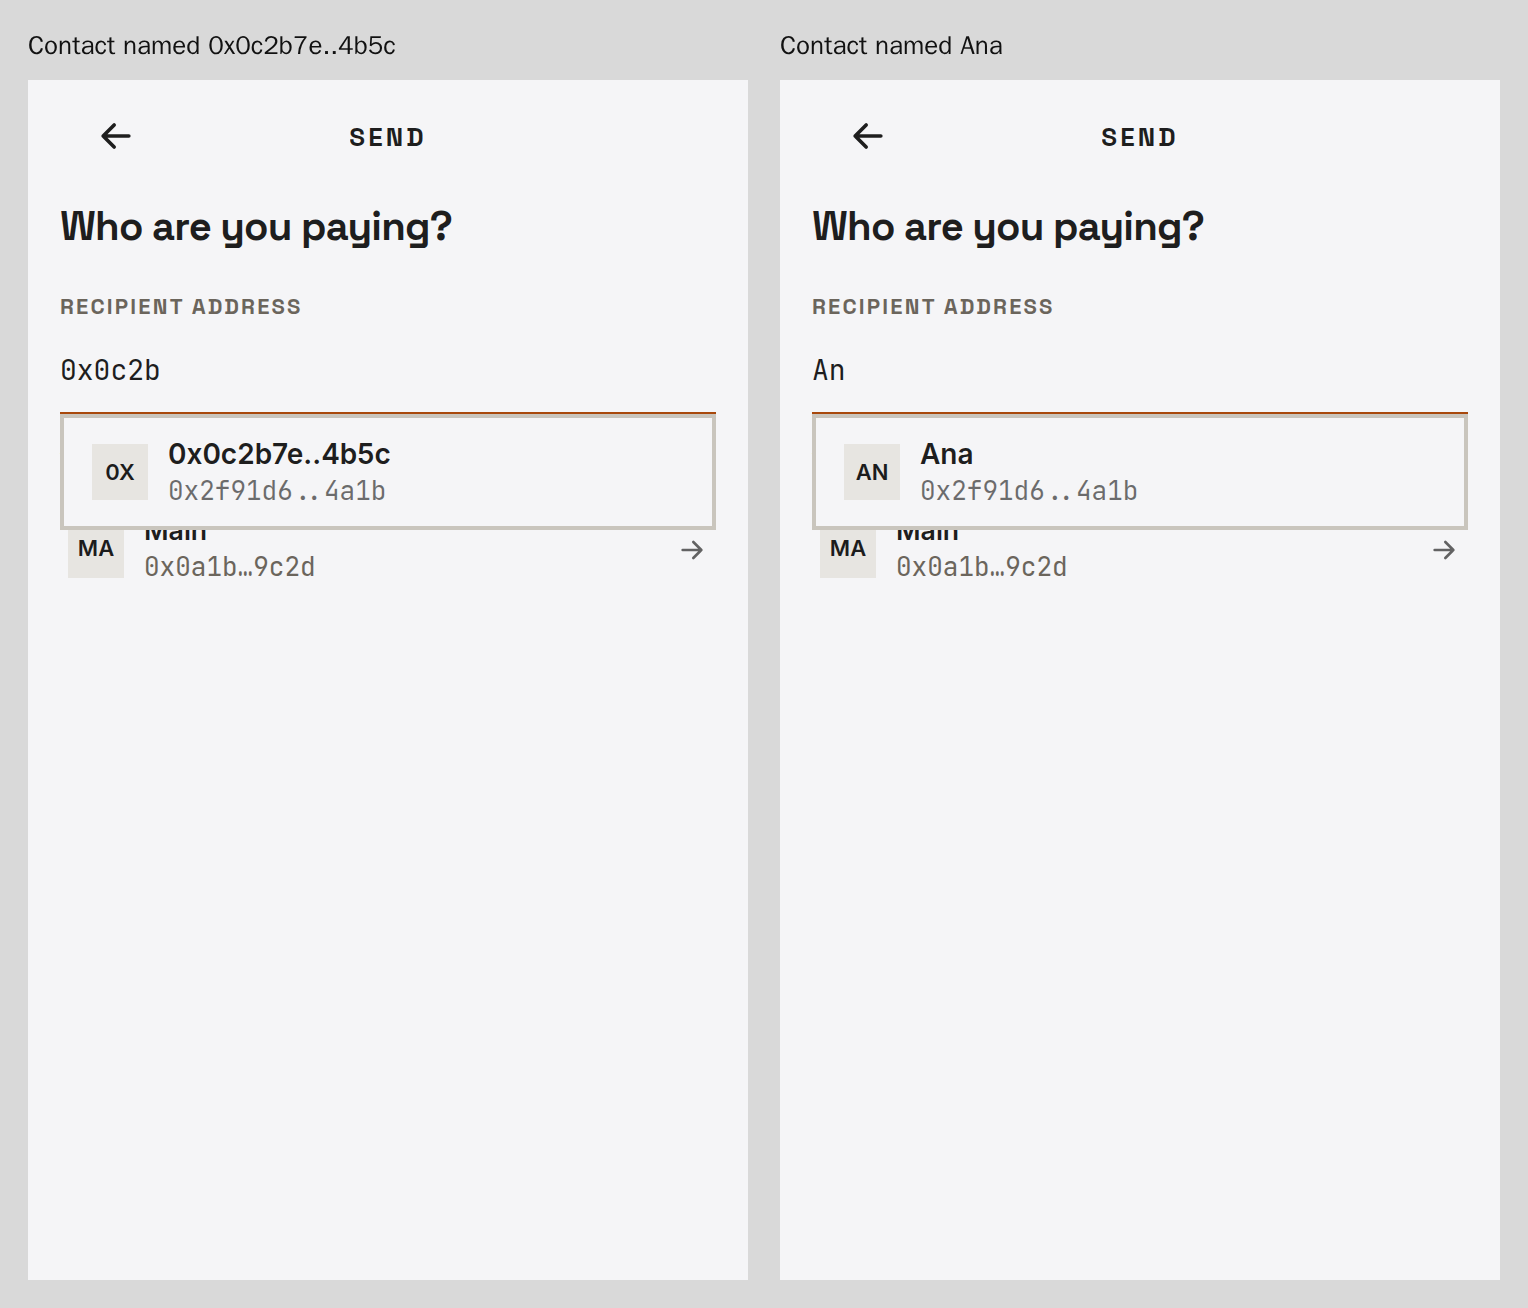 Contact named 0x0c2b7e..4b5c
SEND
Who are you paying?
RECIPIENT ADDRESS
0x0c2b
0X
0x0c2b7e..4b5c
0x2f91d6..4a1b
MA
Main
0x0a1b…9c2d
Contact named Ana
SEND
Who are you paying?
RECIPIENT ADDRESS
An
AN
Ana
0x2f91d6..4a1b
MA
Main
0x0a1b…9c2d